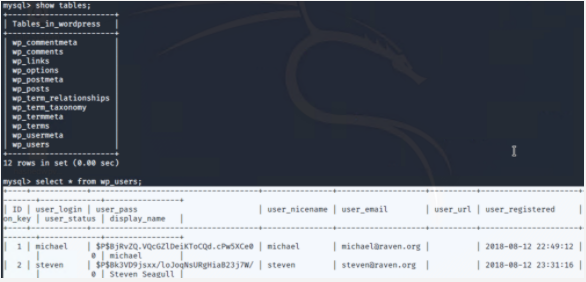 mysql> show tables;
+-----------------------+
| Tables_in_wordpress |
+-----------------------+
| wp_commentmeta |
| wp_comments |
| wp_links |
| wp_options |
| wp_postmeta |
| wp_posts |
| wp_term_relationships |
| wp_term_taxonomy |
| wp_termmeta |
| wp_terms |
| wp_usermeta |
| wp_users |
+-----------------------+
12 rows in set (0.00 sec)
mysql> select * from wp_users;
| ID | user_login | user_pass | user_nicename | user_email | user_url | user_registered |
on_key | user_status | display_name |
| 1 | michael | $P$BjRvZQ.VQcGZlDeiKToCQd.cPw5XCe0 | michael | michael@raven.org | | 2018-08-12 22:49:12 |
| 0 | michael |
| 2 | steven | $P$Bk3VD9jsxx/loJoqNsURgHiaB23j7W/ | steven | steven@raven.org | | 2018-08-12 23:31:16 |
| 0 | Steven Seagull |